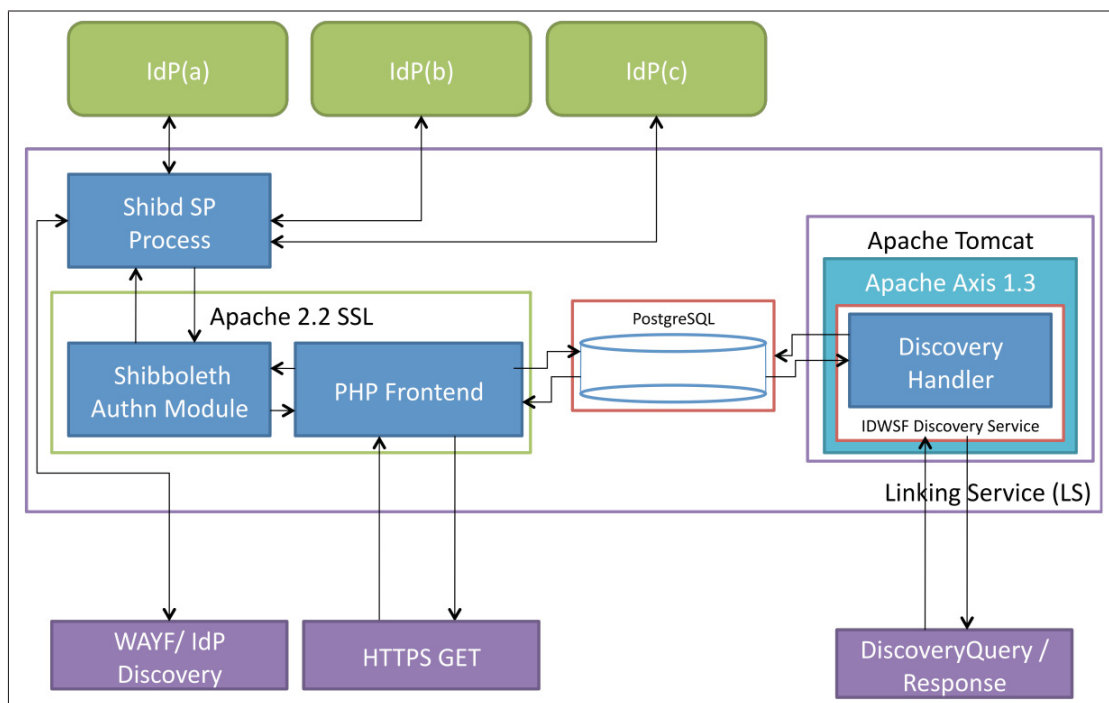 IdP(a)
IdP(b)
IdP(c)
Shibd SP
Process
Apache Tomcat
Apache Axis 1.3
Apache 2.2 SSL
PostgreSQL
Shibboleth
Authn Module
PHP Frontend
Discovery
Handler
IDWSF Discovery Service
Linking Service (LS)
WAYF/ IdP
Discovery
HTTPS GET
DiscoveryQuery /
Response